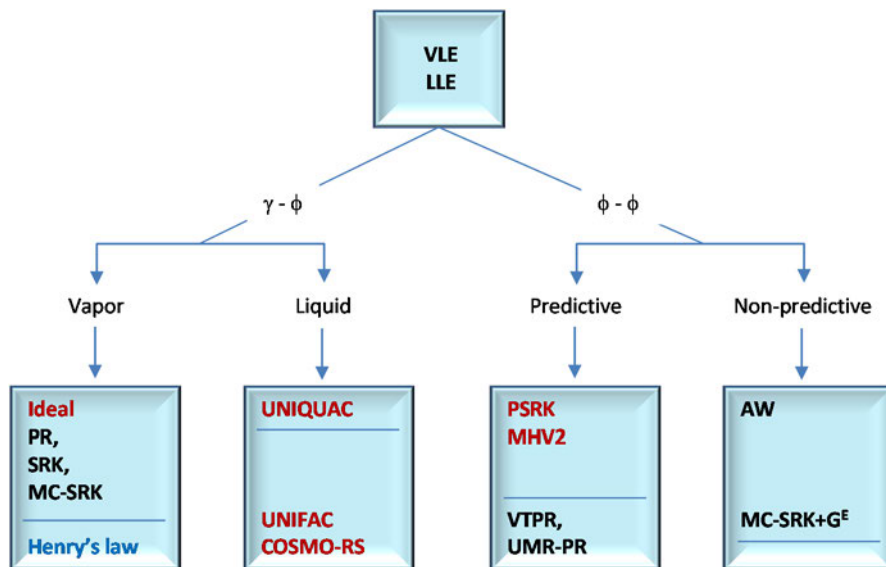 VLE
LLE
γ - ϕ
ϕ - ϕ
Vapor
Liquid
Predictive
Non-predictive
Ideal
PR,
SRK,
MC-SRK
Henry's law
UNIQUAC
UNIFAC
COSMO-RS
PSRK
MHV2
VTPR,
UMR-PR
AW
MC-SRK+Gᴱ